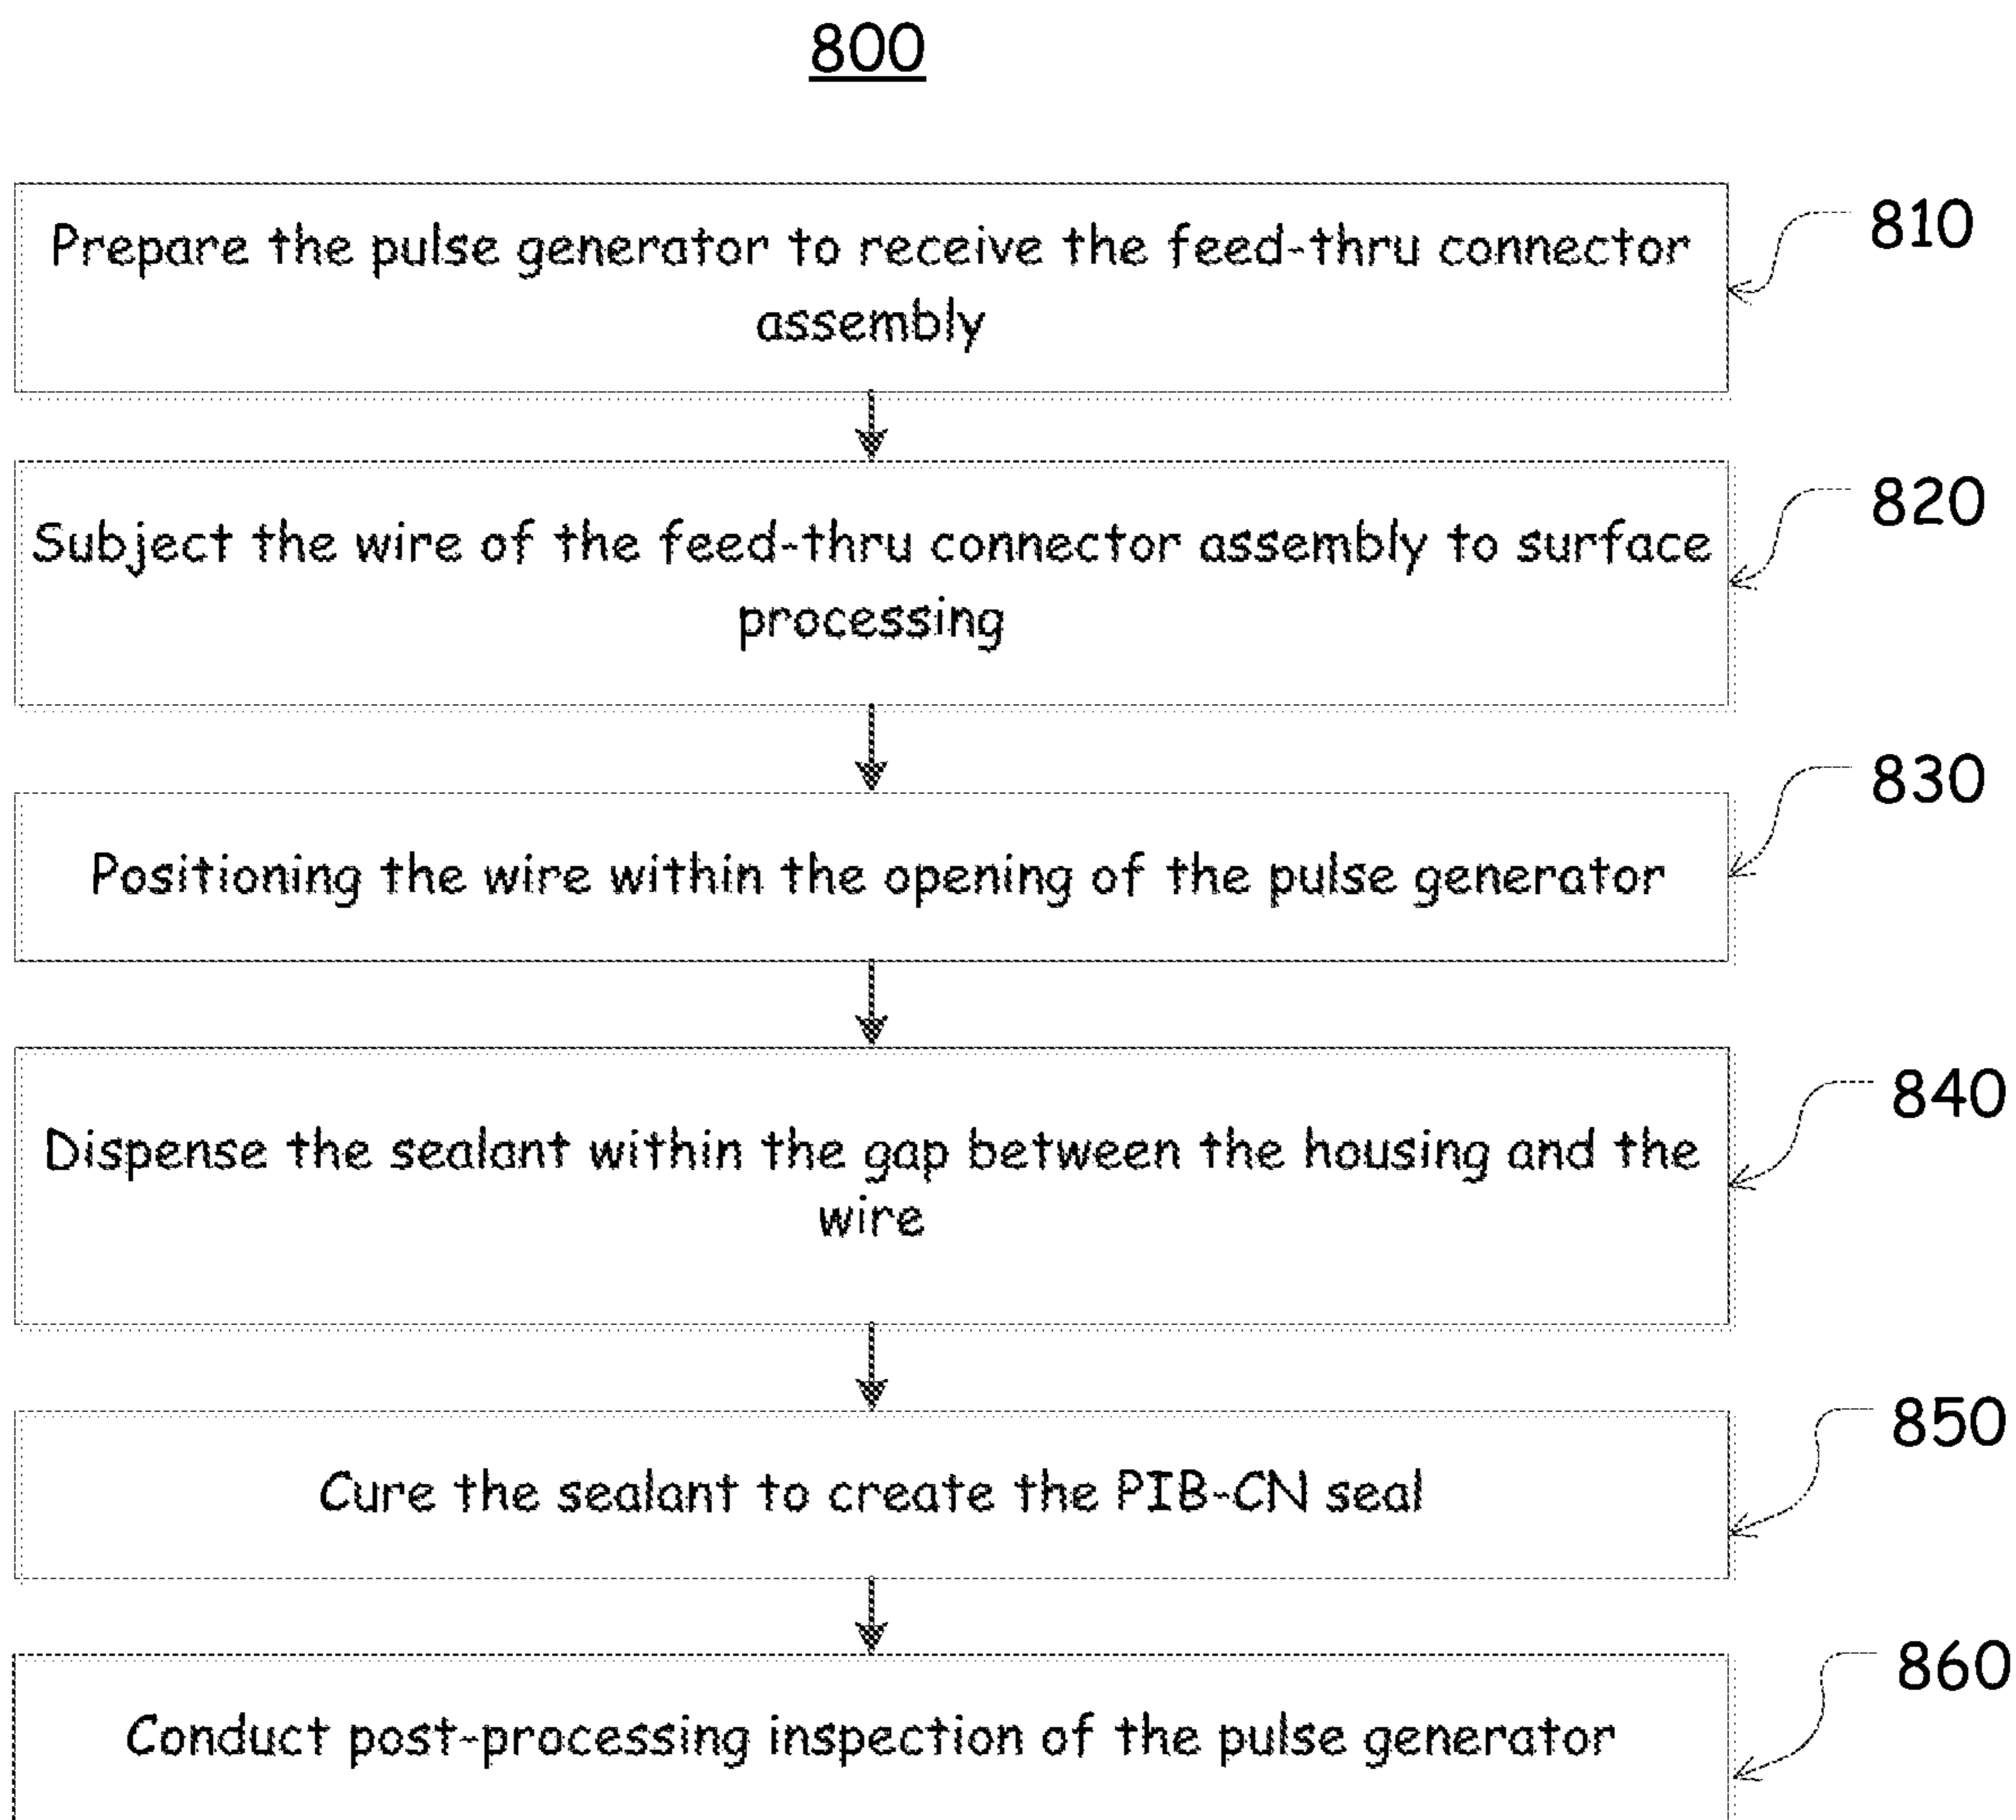 800
Prepare the pulse generator to receive the feed-thru connector
assembly
810
Subject the wire of the feed-thru connector assembly to surface
processing
820
Positioning the wire within the opening of the pulse generator
830
Dispense the sealant within the gap between the housing and the
wire
840
Cure the sealant to create the PIB-CN seal
850
Conduct post-processing inspection of the pulse generator
860